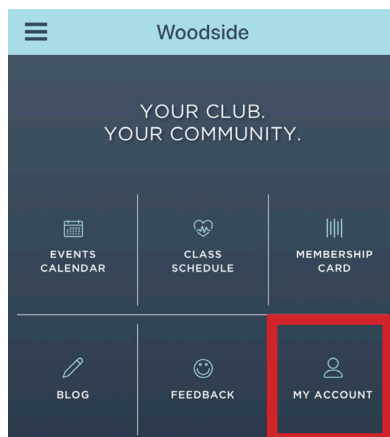 Woodside
YOUR CLUB.
YOUR COMMUNITY.
EVENTS
CALENDAR
CLASS
SCHEDULE
MEMBERSHIP
CARD
BLOG
FEEDBACK
MY ACCOUNT